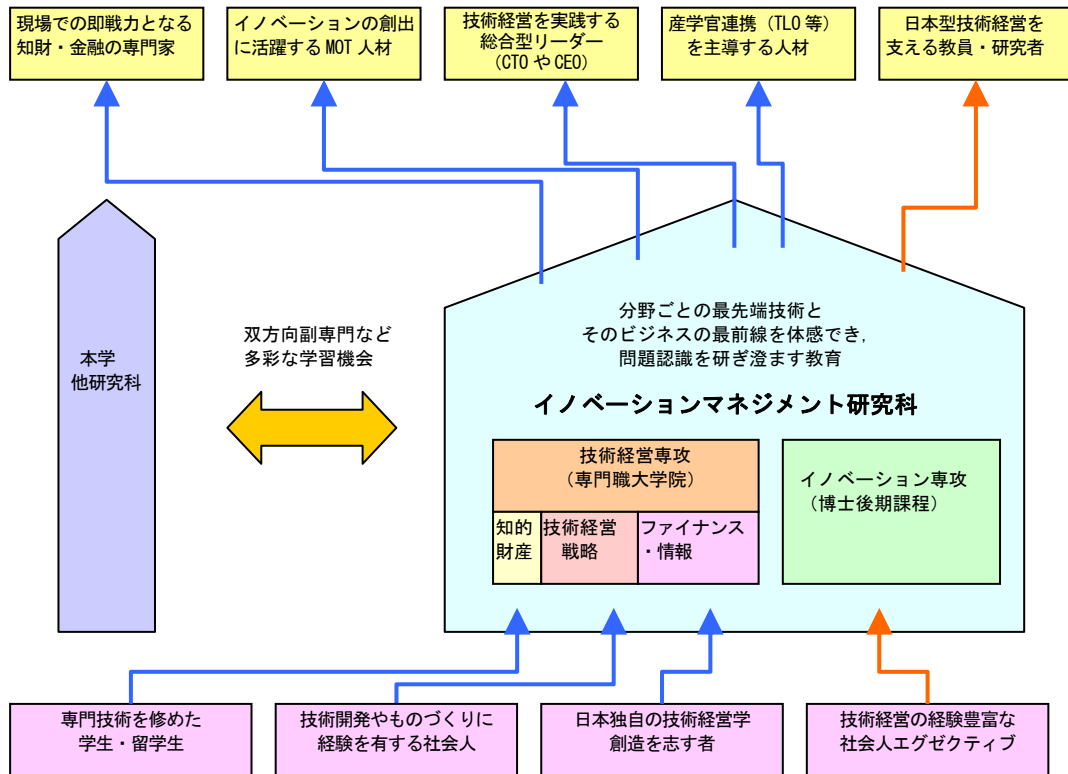 現場での即戦力となる
知財・金融の専門家
イノベーションの創出
に活躍する MOT 人材
技術経営を実践する
総合型リーダー
（CTO や CEO）
産学官連携（TLO 等）
を主導する人材
日本型技術経営を
支える教員・研究者
本学
他研究科
双方向副専門など
多彩な学習機会
分野ごとの最先端技術と
そのビジネスの最前線を体感でき,
問題認識を研ぎ澄ます教育
イノベーションマネジメント研究科
技術経営専攻
（専門職大学院）
知的
財産
技術経営
戦略
ファイナンス
・情報
イノベーション専攻
（博士後期課程）
専門技術を修めた
学生・留学生
技術開発やものづくりに
経験を有する社会人
日本独自の技術経営学
創造を志す者
技術経営の経験豊富な
社会人エグゼクティブ